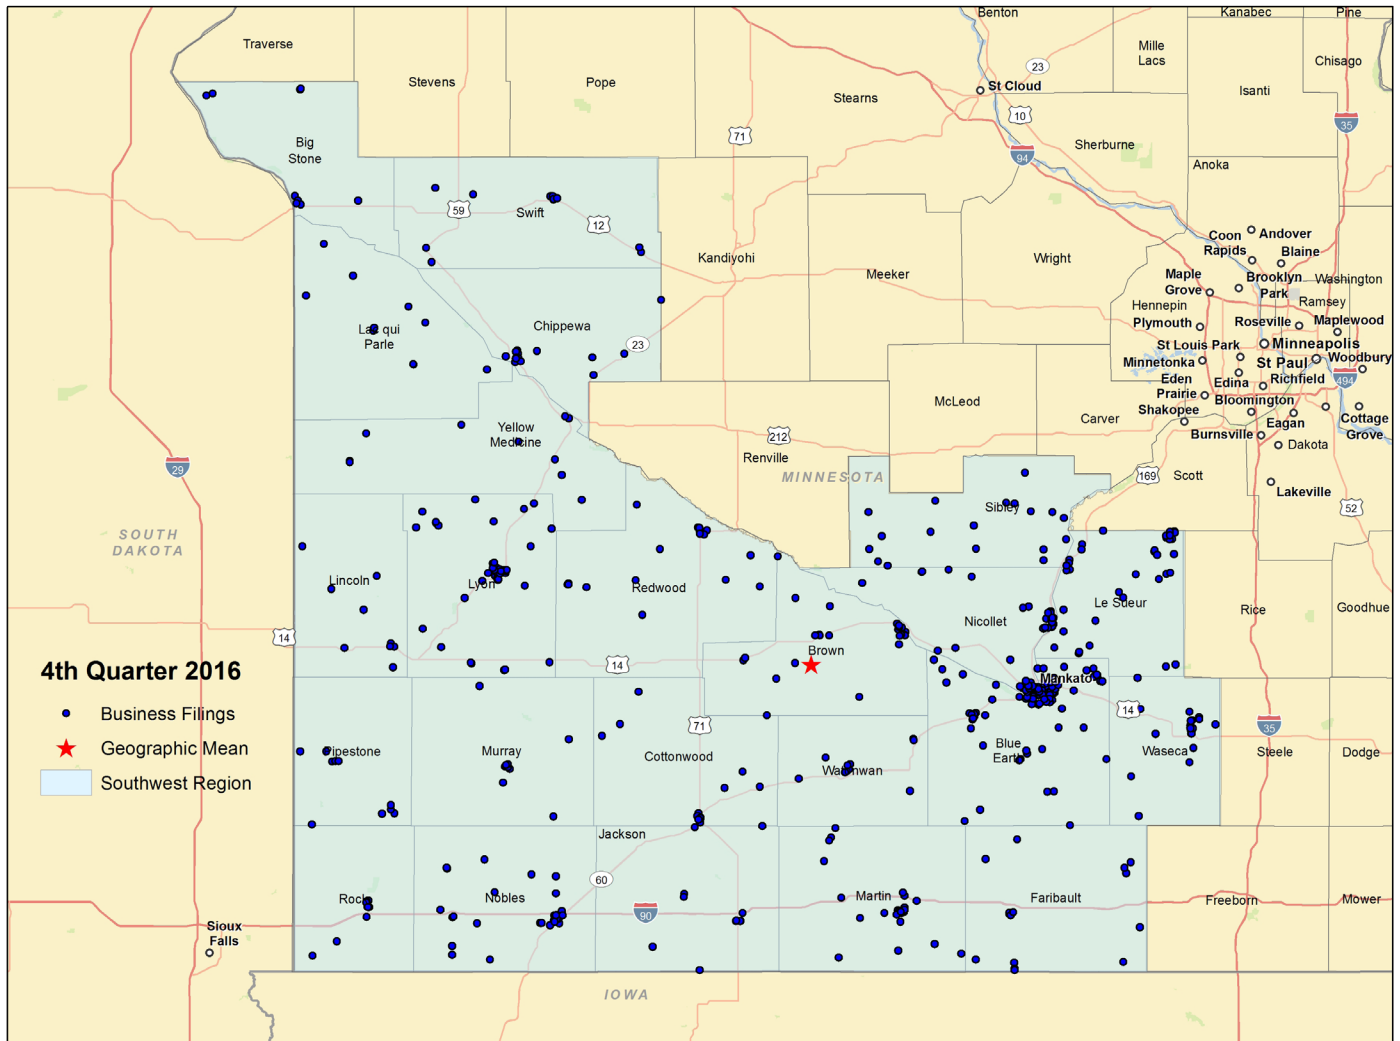 Benton
Kanabec
Pine
Traverse
Mille
Lacs
Chisago
Stevens
Pope
Stearns
23
St Cloud
Isanti
10
71
35
Sherburne
94
Big
Stone
Anoka
59
Swift
12
Coon
Rapids
Andover
Blaine
Kandiyohi
Wright
Meeker
Maple
Grove
Brooklyn
Park
Washington
Hennepin
Ramsey
Plymouth
Roseville
Maplewood
Chippewa
Lac qui
Parle
23
St Louis Park
Minneapolis
Minnetonka
St Paul
Woodbury
Eden
Prairie
Edina
Richfield
494
McLeod
Carver
Shakopee
Bloomington
Eagan
Cottage
Grove
Yellow
Medicine
212
Burnsville
Dakota
Renville
MINNESOTA
29
169
Scott
Lakeville
52
Sibley
SOUTH
DAKOTA
Lincoln
Lyon
Redwood
Le Sueur
Rice
Goodhue
Nicollet
14
Brown
4th Quarter 2016
14
Mankato
Business Filings
14
71
35
Geographic Mean
Pipestone
Murray
Cottonwood
Blue
Earth
Waseca
Steele
Dodge
Watonwan
Southwest Region
Jackson
60
Rock
Nobles
Martin
Faribault
Freeborn
Mower
90
Sioux
Falls
IOWA